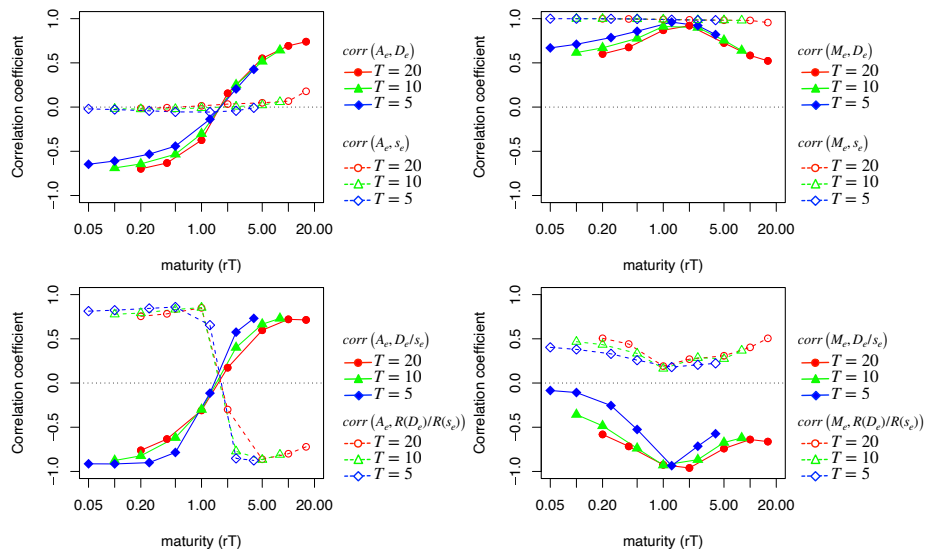 Correlation coefficient
1.0
0.5
0.0
−0.5
−1.0
0.05 0.20 1.00 5.00 20.00
maturity (rT)
corr(A_e, D_e)
T = 20
T = 10
T = 5
corr(A_e, s_e)
T = 20
T = 10
T = 5
Correlation coefficient
1.0
0.5
0.0
−0.5
−1.0
0.05 0.20 1.00 5.00 20.00
maturity (rT)
corr(M_e, D_e)
T = 20
T = 10
T = 5
corr(M_e, s_e)
T = 20
T = 10
T = 5
Correlation coefficient
1.0
0.5
0.0
−0.5
−1.0
0.05 0.20 1.00 5.00 20.00
maturity (rT)
corr(A_e, D_e/s_e)
T = 20
T = 10
T = 5
corr(A_e, R(D_e)/R(s_e))
T = 20
T = 10
T = 5
Correlation coefficient
1.0
0.5
0.0
−0.5
−1.0
0.05 0.20 1.00 5.00 20.00
maturity (rT)
corr(M_e, D_e/s_e)
T = 20
T = 10
T = 5
corr(M_e, R(D_e)/R(s_e))
T = 20
T = 10
T = 5